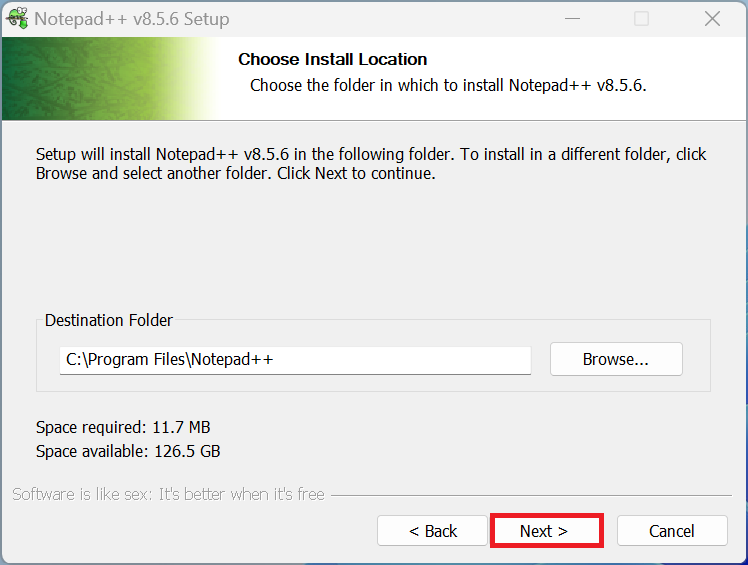 Notepad++ v8.5.6 Setup
Choose Install Location
Choose the folder in which to install Notepad++ v8.5.6.
Setup will install Notepad++ v8.5.6 in the following folder. To install in a different folder, click
Browse and select another folder. Click Next to continue.
Destination Folder
C:\Program Files\Notepad++
Browse...
Space required: 11.7 MB
Space available: 126.5 GB
Software is like sex: It's better when it's free
< Back
Next >
Cancel